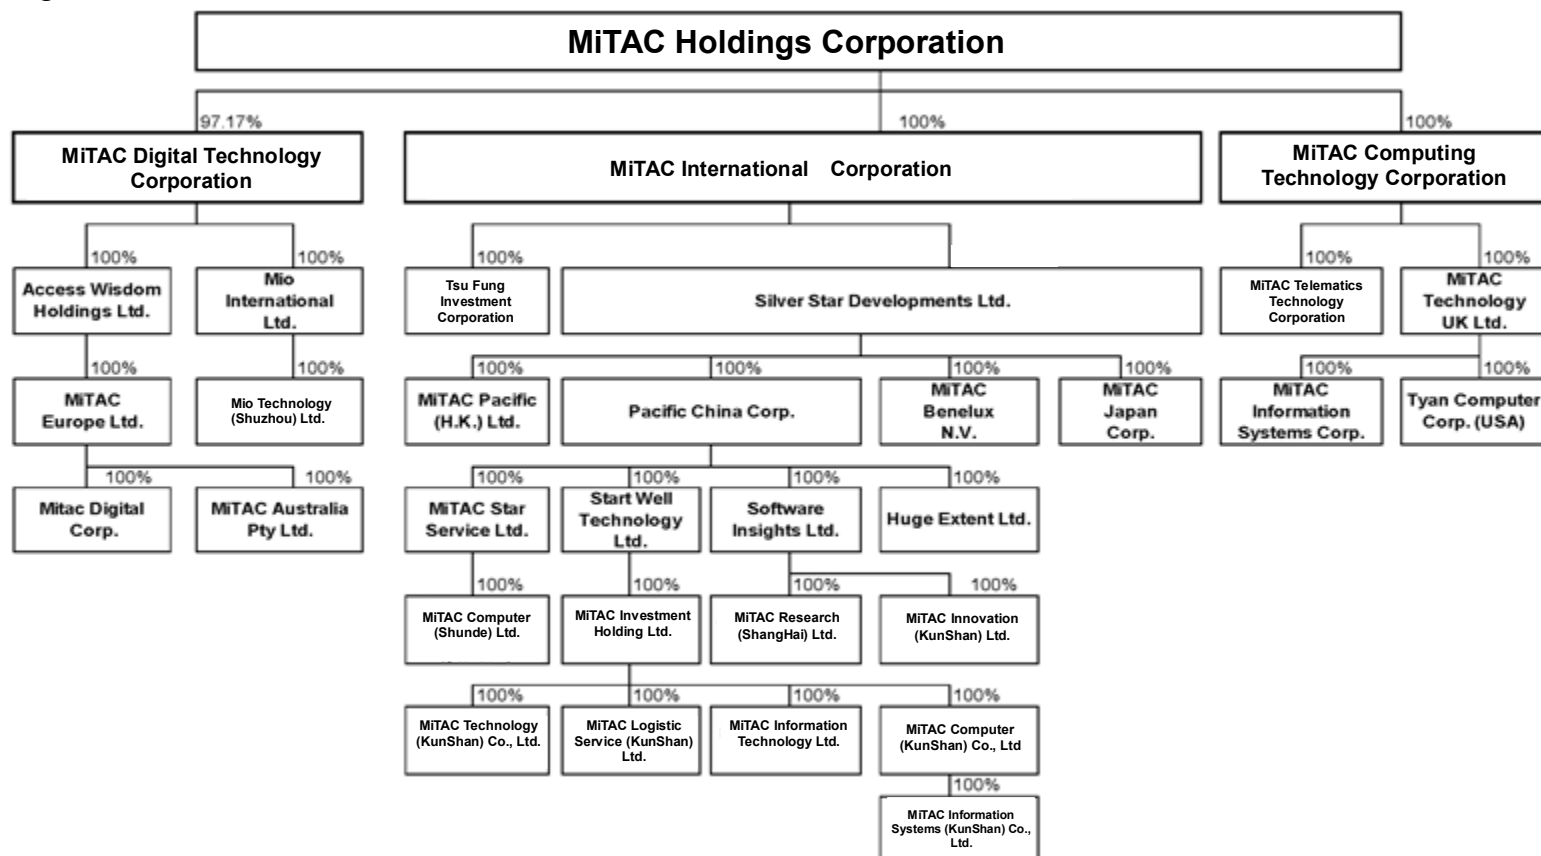 MiTAC Holdings Corporation
97.17%
100%
100%
MiTAC Digital Technology
Corporation
MiTAC International Corporation
MiTAC Computing
Technology Corporation
100%
100%
100%
100%
100%
Access Wisdom
Holdings Ltd.
Mio
International
Ltd.
Tsu Fung
Investment
Corporation
Silver Star Developments Ltd.
MiTAC Telematics
Technology
Corporation
MiTAC
Technology
UK Ltd.
100%
100%
100%
100%
100%
100%
100%
100%
MiTAC
Europe Ltd.
Mio Technology
(Shuzhou) Ltd.
MiTAC Pacific
(H.K.) Ltd.
Pacific China Corp.
MiTAC
Benelux
N.V.
MiTAC
Japan
Corp.
MiTAC
Information
Systems Corp.
Tyan Computer
Corp. (USA)
100%
100%
100%
100%
100%
100%
Mitac Digital
Corp.
MiTAC Australia
Pty Ltd.
MiTAC Star
Service Ltd.
Start Well
Technology
Ltd.
Software
Insights Ltd.
Huge Extent Ltd.
100%
100%
100%
100%
MiTAC Computer
(Shunde) Ltd.
MiTAC Investment
Holding Ltd.
MiTAC Research
(ShangHai) Ltd.
MiTAC Innovation
(KunShan) Ltd.
100%
100%
100%
100%
MiTAC Technology
(KunShan) Co., Ltd.
MiTAC Logistic
Service (KunShan)
Ltd.
MiTAC Information
Technology Ltd.
MiTAC Computer
(KunShan) Co., Ltd
100%
MiTAC Information
Systems (KunShan) Co.,
Ltd.